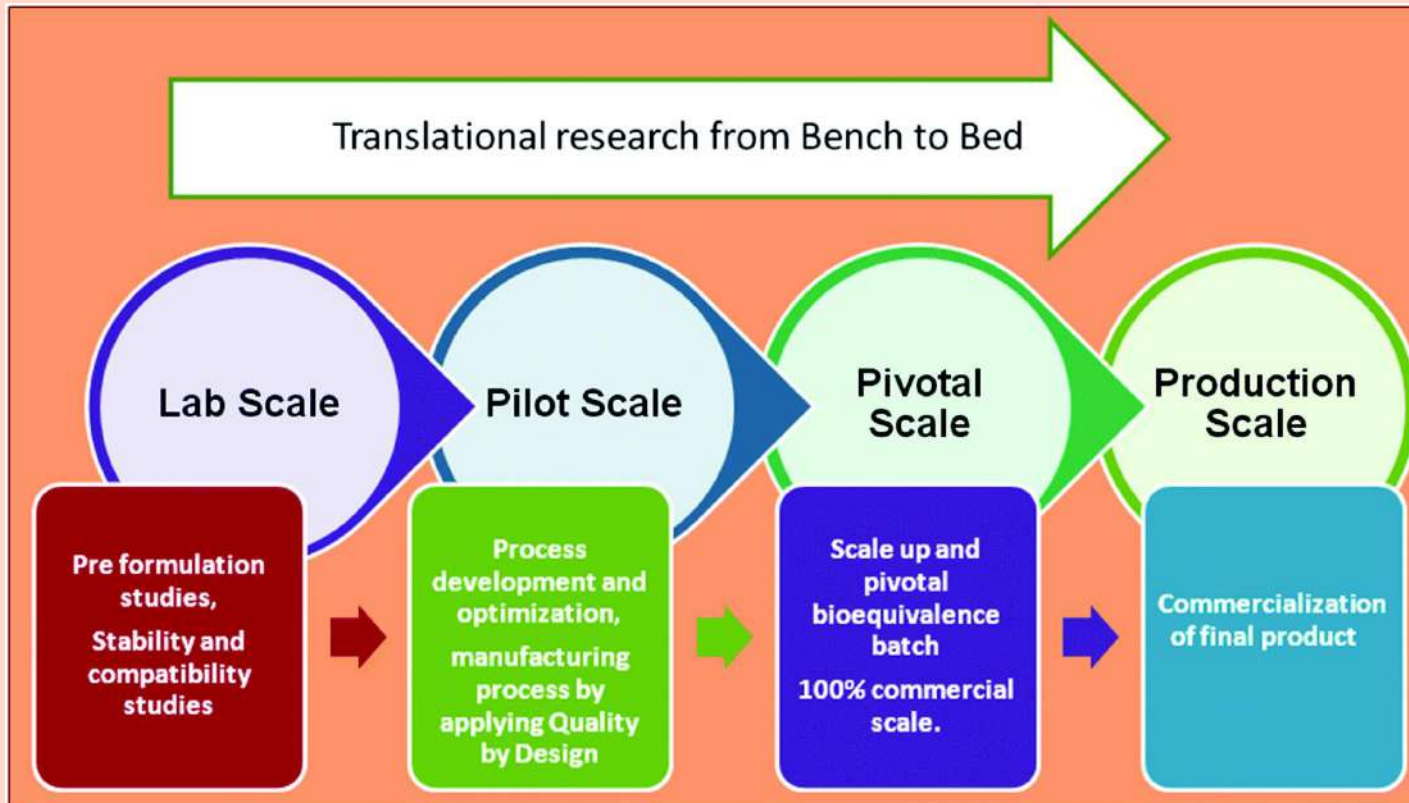 Translational research from Bench to Bed
Lab Scale
Pilot Scale
Pivotal
Scale
Production
Scale
Pre formulation
studies,
Stability and
compatibility
studies
Process
development and
optimization,
manufacturing
process by
applying Quality
by Design
Scale up and
pivotal
bioequivalence
batch
100% commercial
scale.
Commercialization
of final product